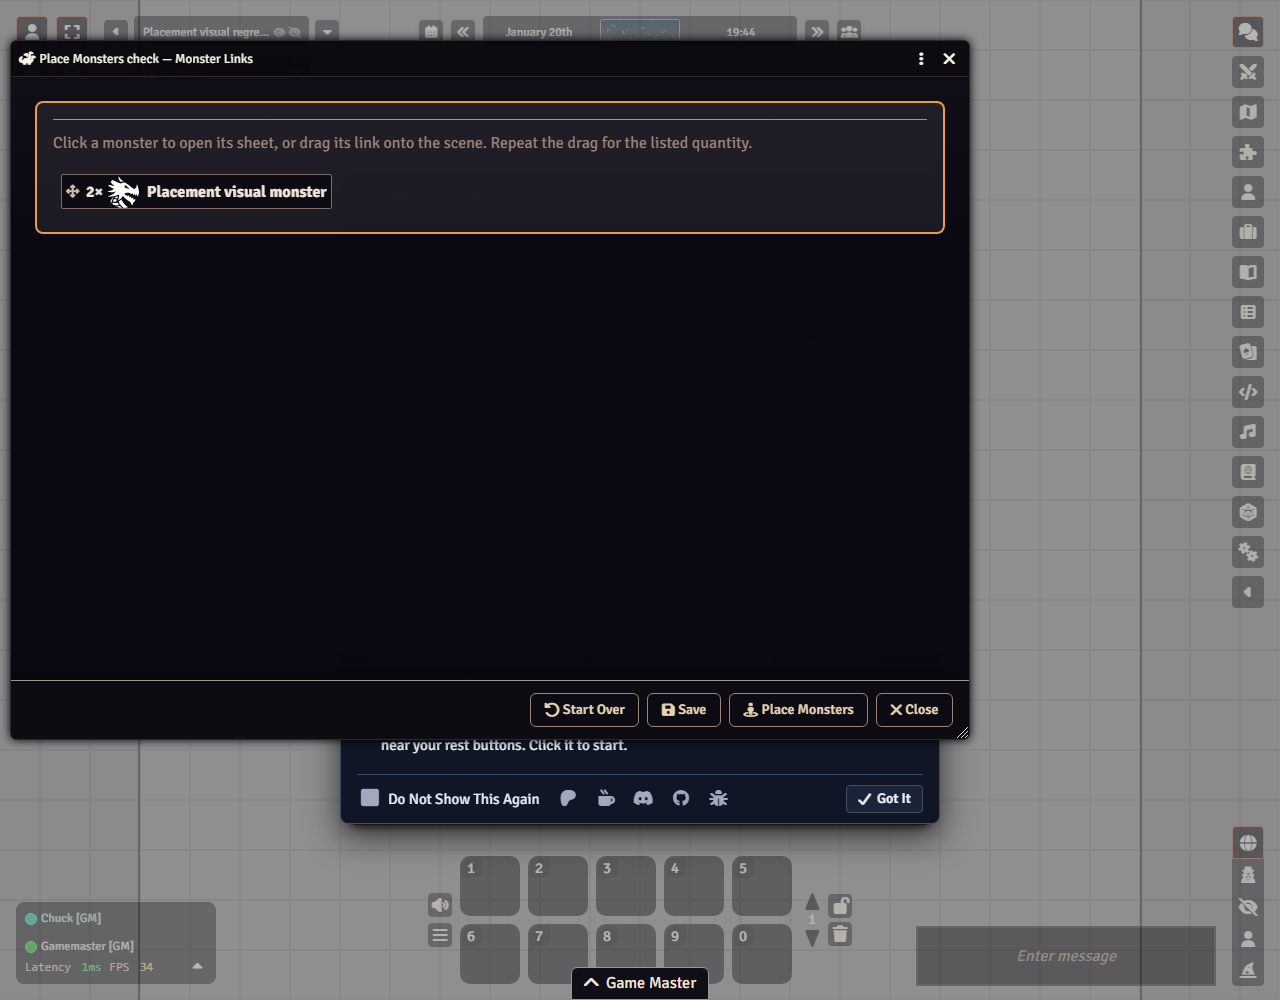 Placement visual regre...
January 20th
19:44
Place Monsters check — Monster Links
Click a monster to open its sheet, or drag its link onto the scene. Repeat the drag for the listed quantity.
2× Placement visual monster
Start Over
Save
Place Monsters
Close
near your rest buttons. Click it to start.
Do Not Show This Again
Got It
1
2
3
4
5
1
6
7
8
9
0
Chuck [GM]
Gamemaster [GM]
Latency 1ms FPS 34
Game Master
Enter message